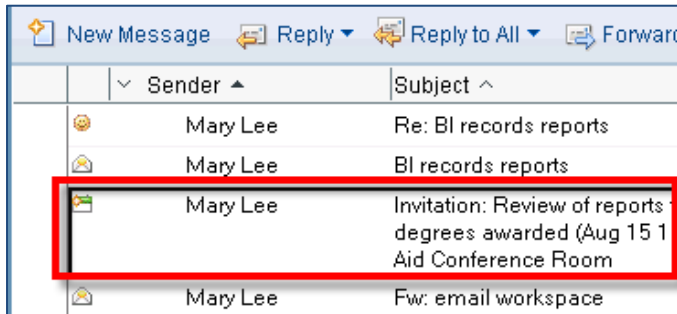 New Message Reply Reply to All Forward
Sender Subject
Mary Lee Re: BI records reports
Mary Lee BI records reports
Mary Lee Invitation: Review of reports
degrees awarded (Aug 15 1
Aid Conference Room
Mary Lee Fw: email workspace